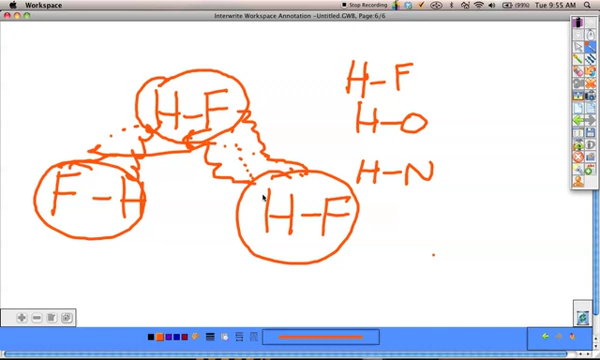 Workspace
Stop Recording
(99%)
Tue 9:55 AM
Interwrite Workspace Annotation --Untitled.GWB, Page:6/6
H-F
H-F
H-O
H-N
F-H
H-F